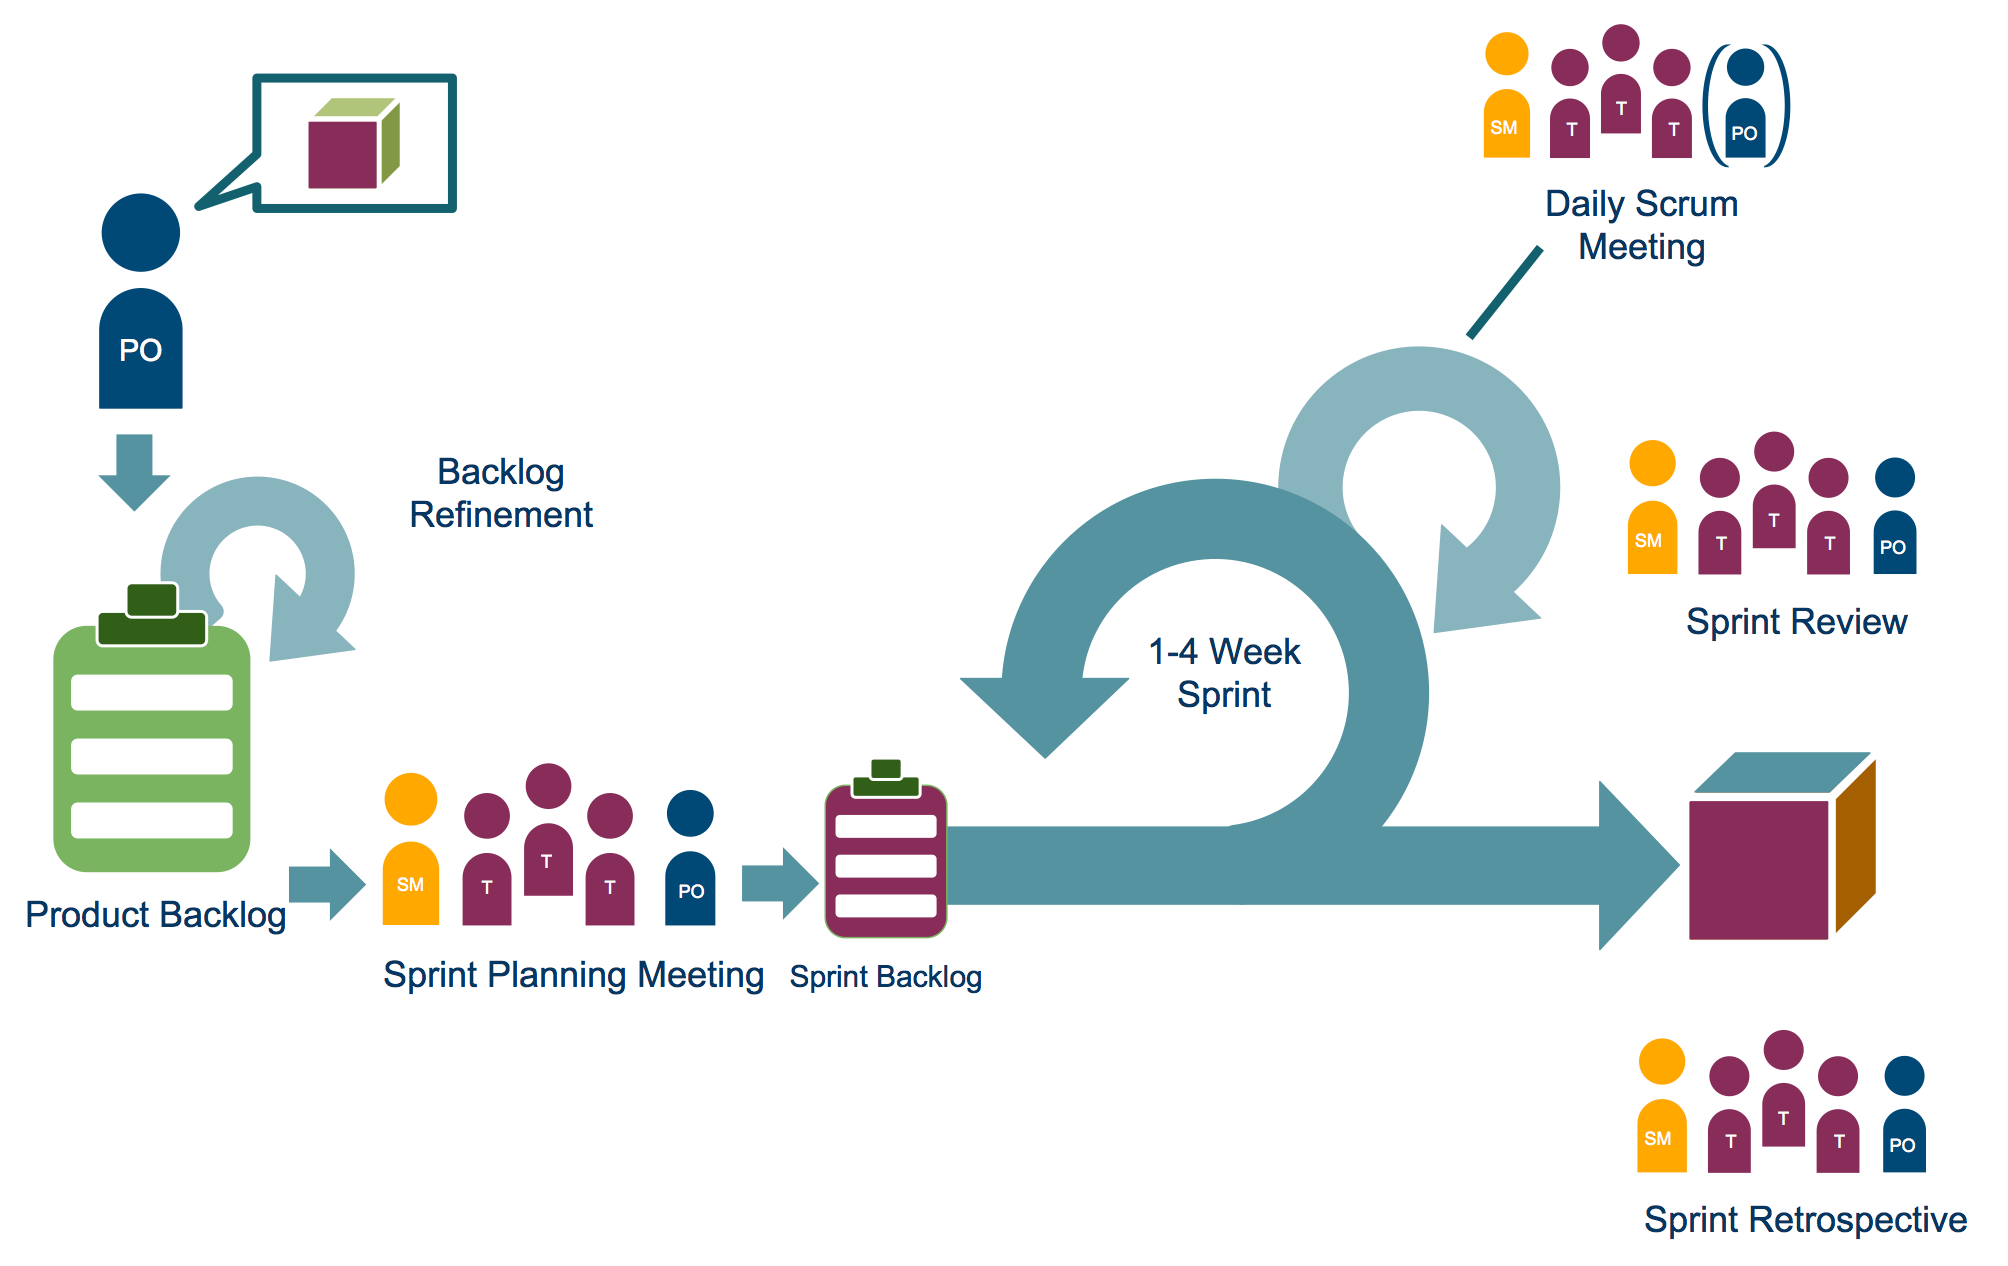 PO
Backlog
Refinement
Product Backlog
SM
T
T
T
PO
Sprint Planning Meeting
Sprint Backlog
1-4 Week
Sprint
SM
T
T
T
PO
Daily Scrum
Meeting
SM
T
T
T
PO
Sprint Review
SM
T
T
T
PO
Sprint Retrospective